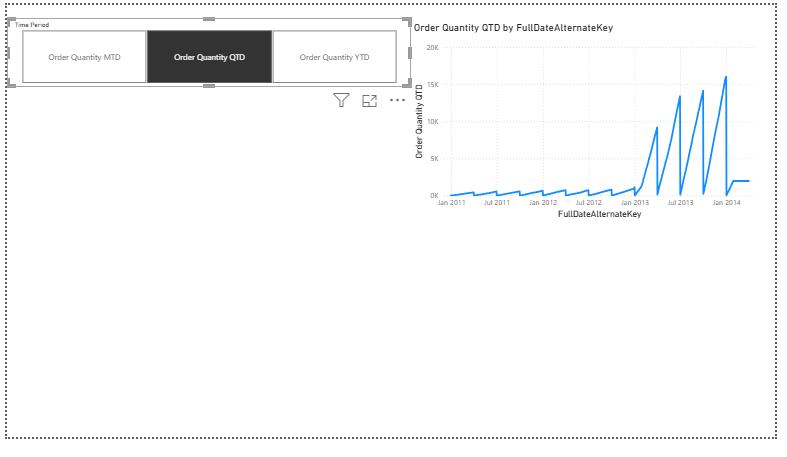 Time Period
Order Quantity MTD
Order Quantity QTD
Order Quantity YTD
Order Quantity QTD by FullDateAlternateKey
Order Quantity QTD
20K
15K
10K
5K
0K
Jan 2011
Jul 2011
Jan 2012
Jul 2012
Jan 2013
Jul 2013
Jan 2014
FullDateAlternateKey